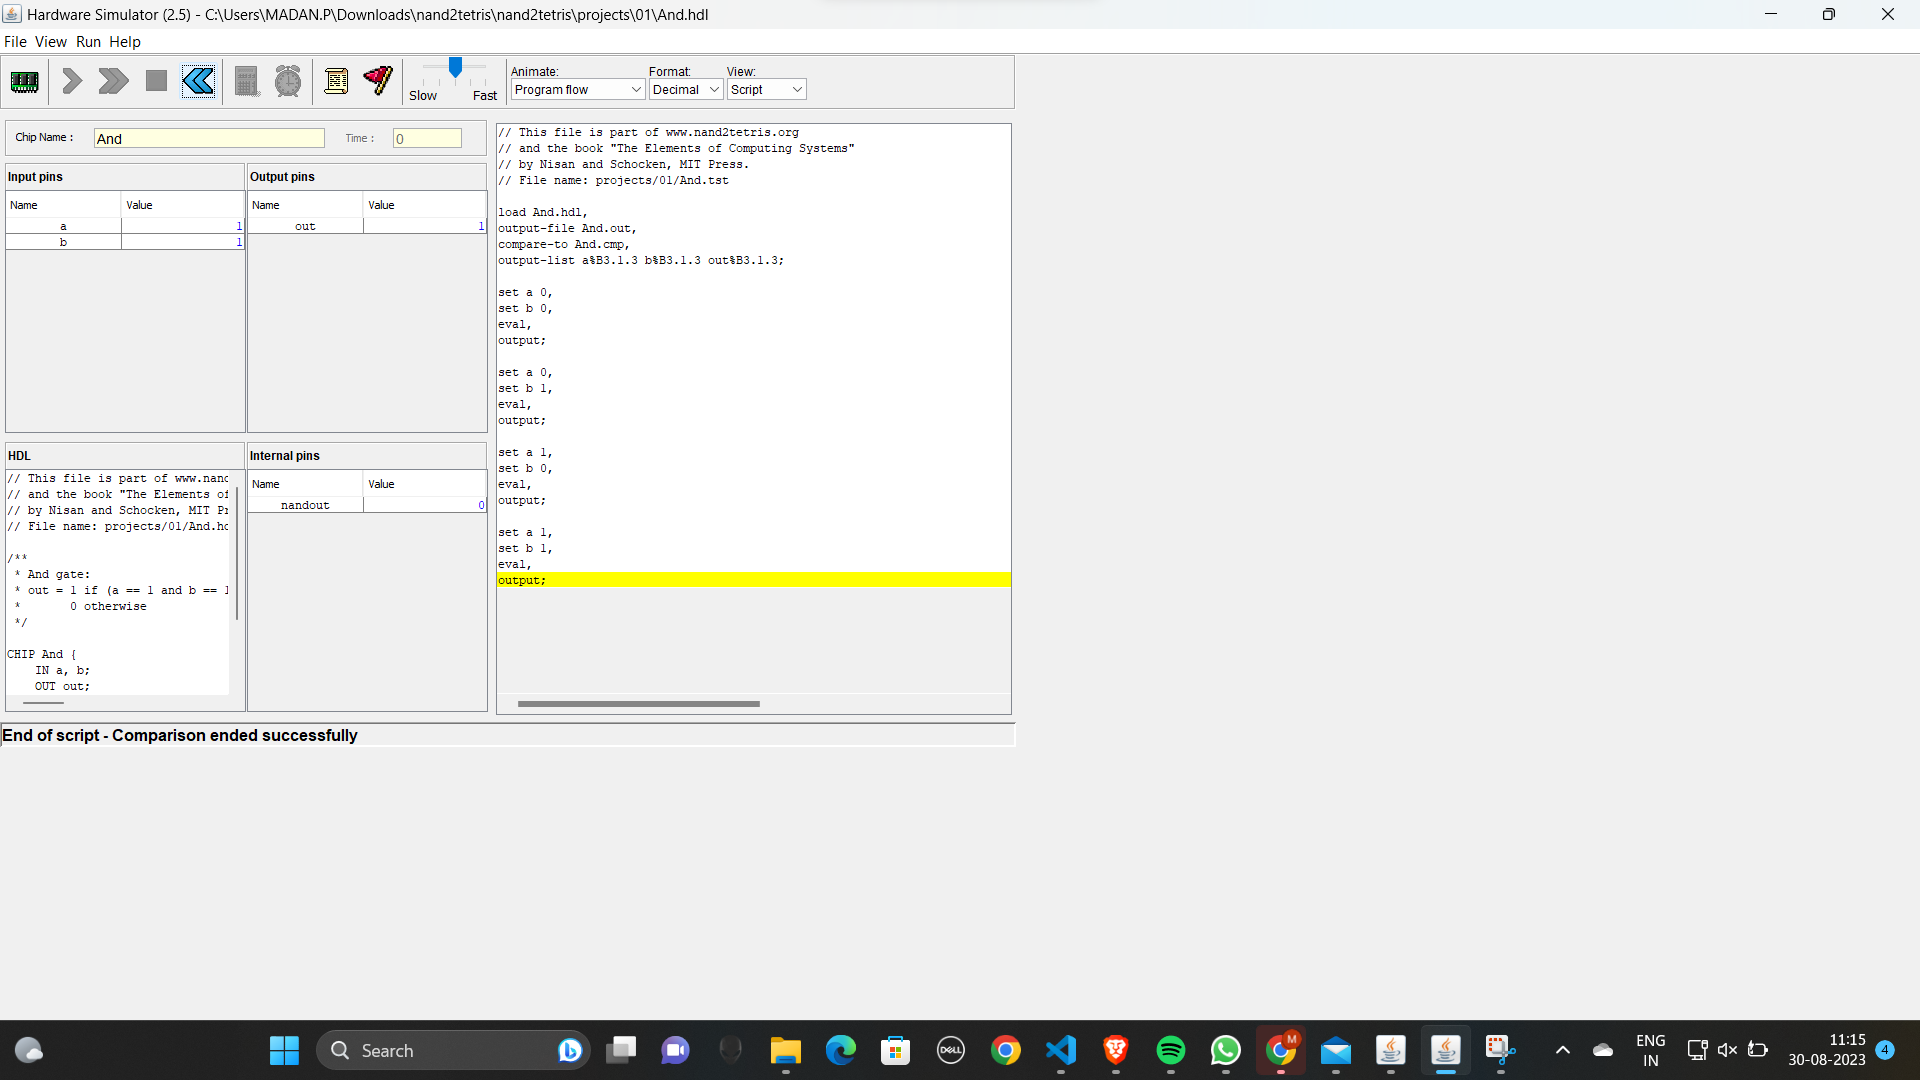 Hardware Simulator (2.5) - C:\Users\MADAN.P\Downloads\nand2tetris\nand2tetris\projects\01\And.hdl
File View Run Help
Slow Fast
Animate: Format: View:
Program flow Decimal Script
Chip Name : And Time : 0
Input pins
Name Value
a 1
b 1
Output pins
Name Value
out 1
HDL
// This file is part of www.nand
// and the book "The Elements of
// by Nisan and Schocken, MIT Pr
// File name: projects/01/And.hd
/**
* And gate:
* out = 1 if (a == 1 and b == 1
* 0 otherwise
*/
CHIP And {
IN a, b;
OUT out;
Internal pins
Name Value
nandout 0
// This file is part of www.nand2tetris.org
// and the book "The Elements of Computing Systems"
// by Nisan and Schocken, MIT Press.
// File name: projects/01/And.tst
load And.hdl,
output-file And.out,
compare-to And.cmp,
output-list a%B3.1.3 b%B3.1.3 out%B3.1.3;
set a 0,
set b 0,
eval,
output;
set a 0,
set b 1,
eval,
output;
set a 1,
set b 0,
eval,
output;
set a 1,
set b 1,
eval,
output;
End of script - Comparison ended successfully
Search
DELL
M
ENG
IN
11:15
30-08-2023
4